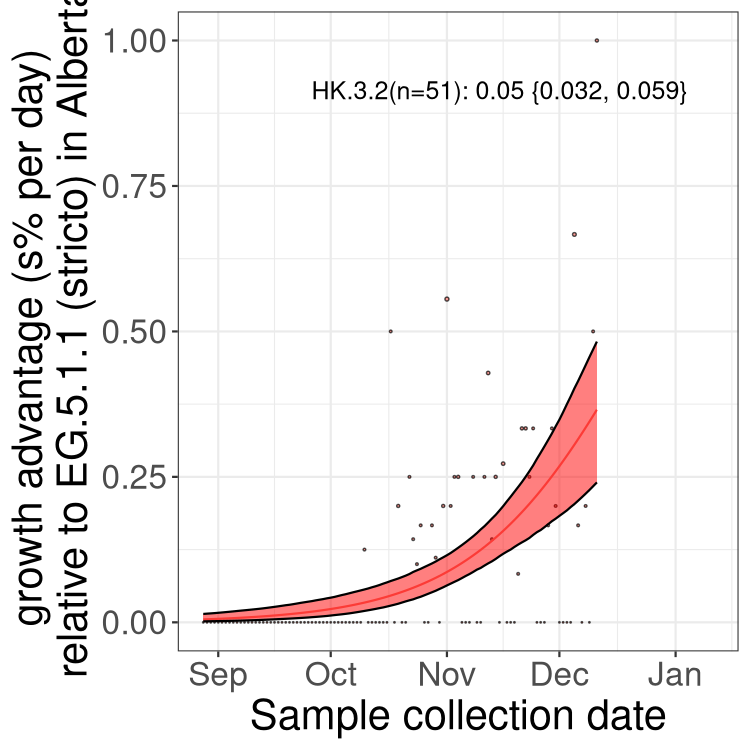 growth advantage (s% per day)
relative to EG.5.1.1 (stricto) in Alberta
1.00
0.75
0.50
0.25
0.00
HK.3.2(n=51): 0.05 {0.032, 0.059}
Sep Oct Nov Dec Jan
Sample collection date